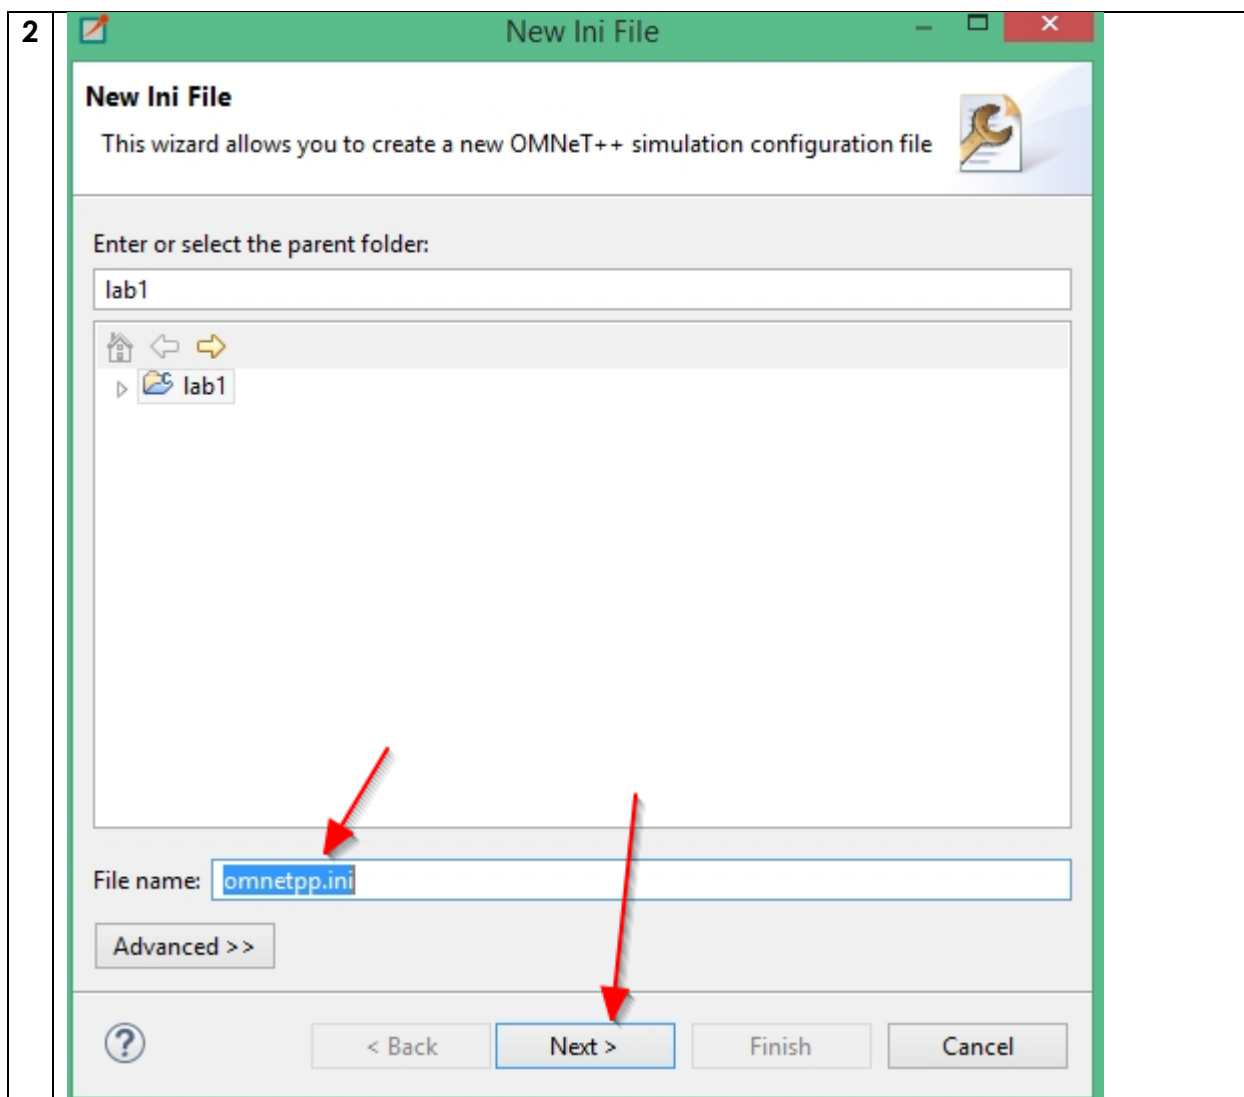 2
New Ini File
New Ini File
This wizard allows you to create a new OMNeT++ simulation configuration file
Enter or select the parent folder:
lab1
lab1
File name: omnetpp.ini
Advanced >>
< Back Next > Finish Cancel